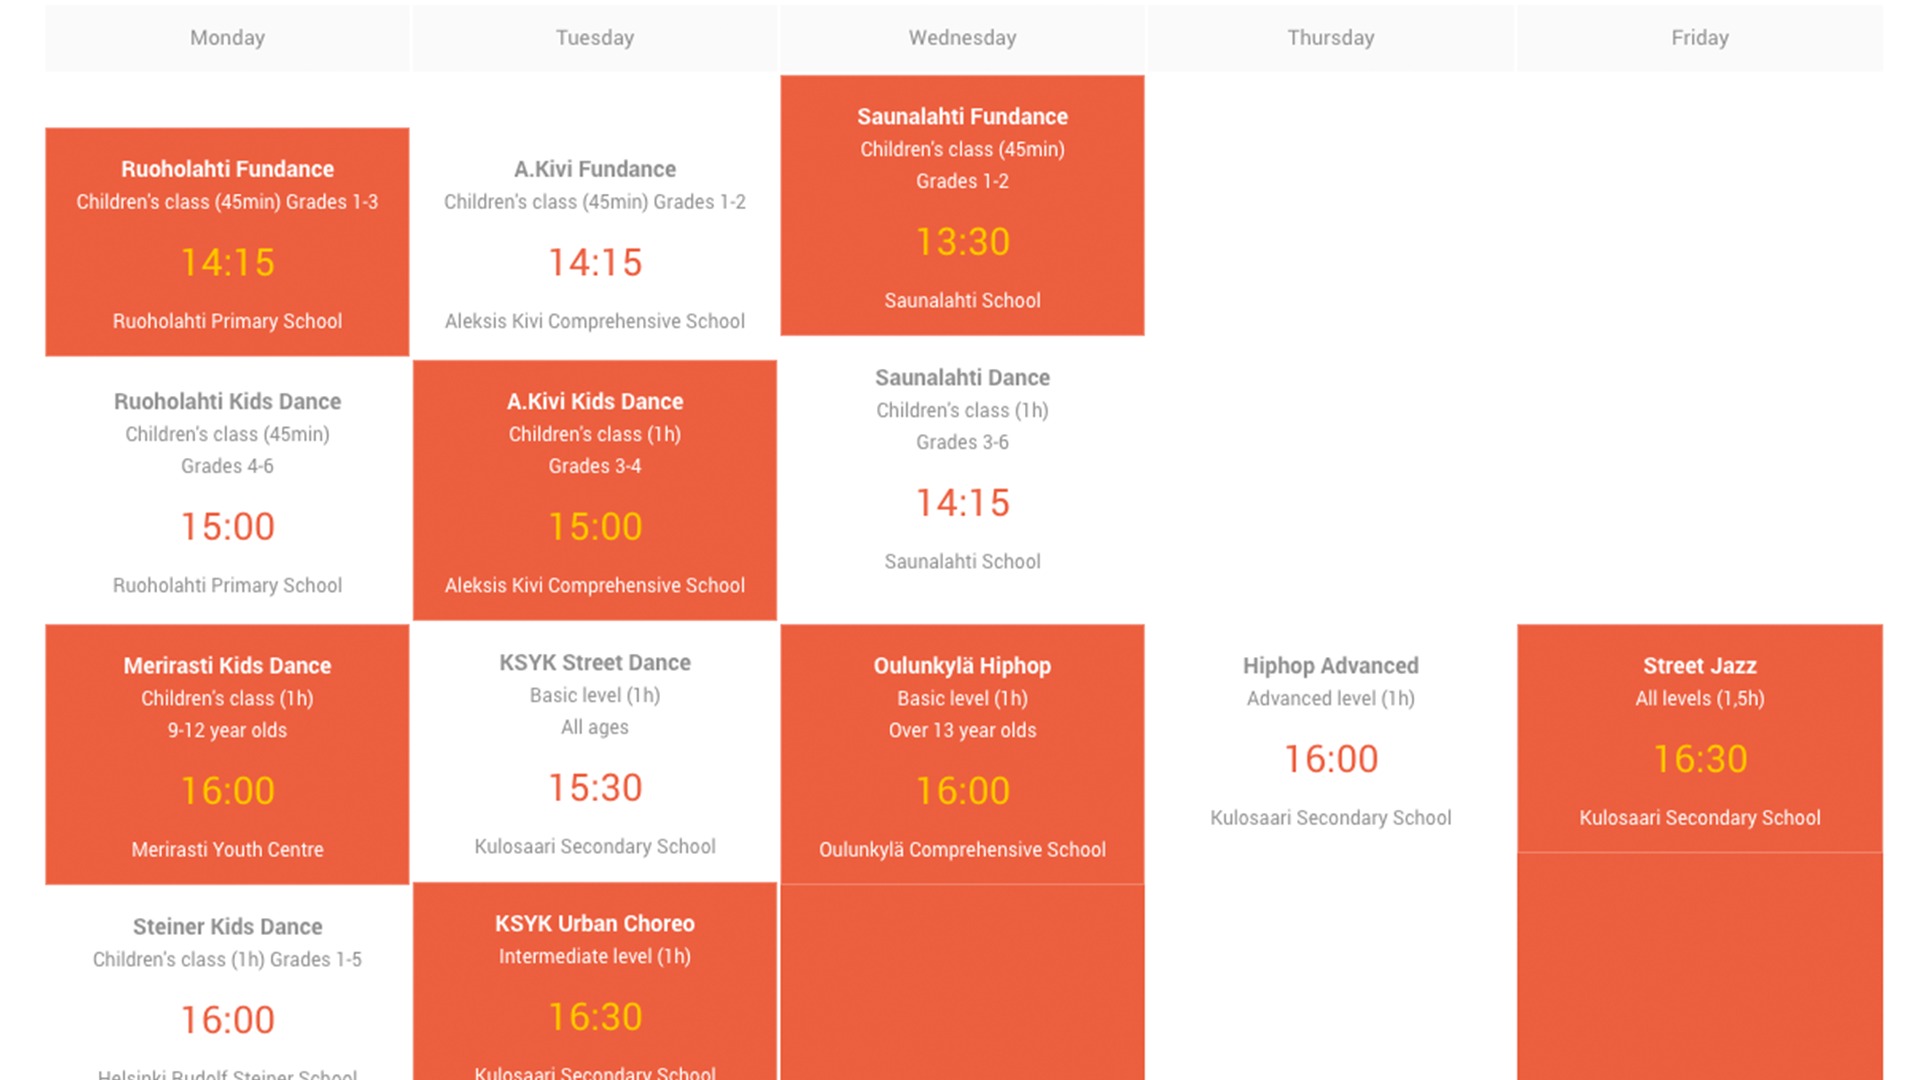 Monday
Tuesday
Wednesday
Thursday
Friday
Ruoholahti Fundance
Children's class (45min) Grades 1-3
14:15
Ruoholahti Primary School
Ruoholahti Kids Dance
Children's class (45min)
Grades 4-6
15:00
Ruoholahti Primary School
Merirasti Kids Dance
Children's class (1h)
9-12 year olds
16:00
Merirasti Youth Centre
Steiner Kids Dance
Children's class (1h) Grades 1-5
16:00
Helsinki Rudolf Steiner School
A.Kivi Fundance
Children's class (45min) Grades 1-2
14:15
Aleksis Kivi Comprehensive School
A.Kivi Kids Dance
Children's class (1h)
Grades 3-4
15:00
Aleksis Kivi Comprehensive School
KSYK Street Dance
Basic level (1h)
All ages
15:30
Kulosaari Secondary School
KSYK Urban Choreo
Intermediate level (1h)
16:30
Kulosaari Secondary School
Saunalahti Fundance
Children's class (45min)
Grades 1-2
13:30
Saunalahti School
Saunalahti Dance
Children's class (1h)
Grades 3-6
14:15
Saunalahti School
Oulunkylä Hiphop
Basic level (1h)
Over 13 year olds
16:00
Oulunkylä Comprehensive School
Hiphop Advanced
Advanced level (1h)
16:00
Kulosaari Secondary School
Street Jazz
All levels (1,5h)
16:30
Kulosaari Secondary School